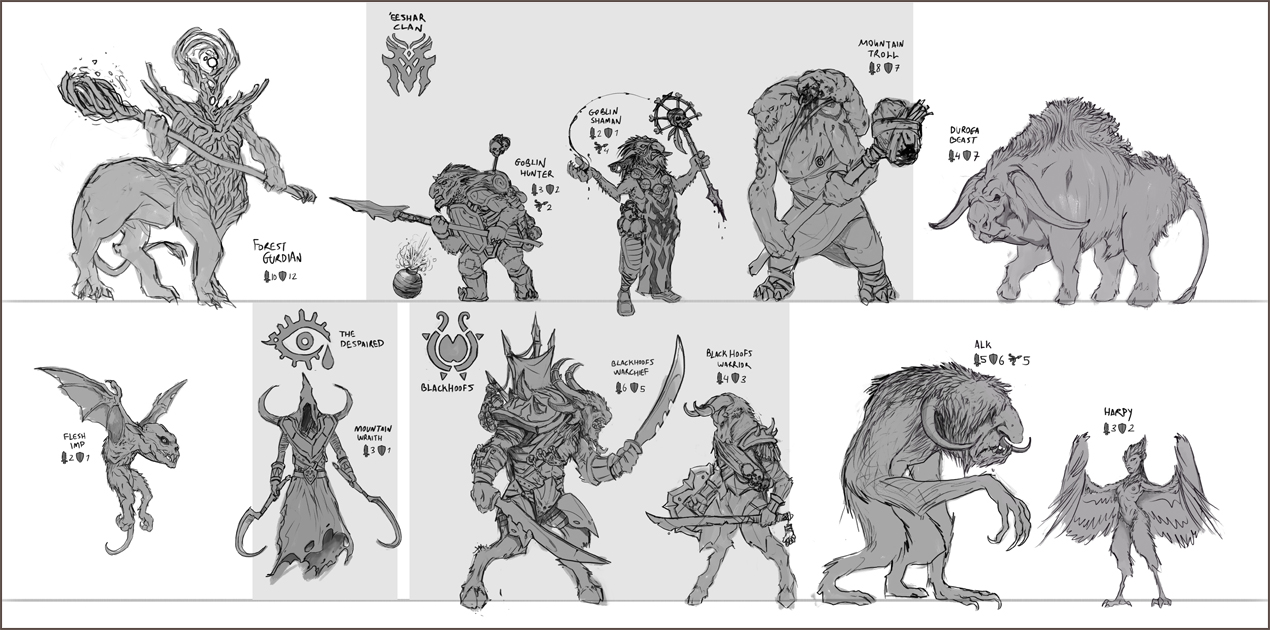 'EESHAR
CLAN
MOUNTAIN
TROLL
8 7
GOBLIN
SHAMAN
2 1
4
DUROGA
BEAST
4 7
GOBLIN
HUNTER
3 2
2
FOREST
GURDIAN
10 12
THE
DESPAIRED
BLACKHOOFS
ALK
5 6 5
BLACKHOOFS
WARCHIEF
6 5
BLACKHOOFS
WARRIOR
4 3
HARPY
3 2
FLESH
IMP
2 1
MOUNTAIN
WRAITH
3 1